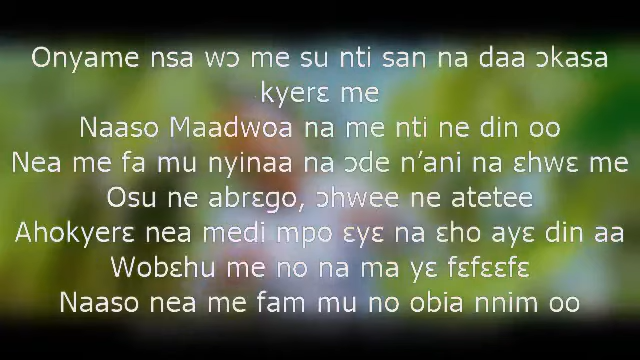 Onyame nsa wɔ me su nti san na daa ɔkasa
kyerɛ me
Naaso Maadwoa na me nti ne din oo
Nea me fa mu nyinaa na ɔde n’ani na ɛhwɛ me
Osu ne abrɛgo, ɔhwee ne atetee
Ahokyerɛ nea medi mpo ɛyɛ na ɛho ayɛ din aa
Wobɛhu me no na ma yɛ fɛfɛɛfɛ
Naaso nea me fam mu no obia nnim oo